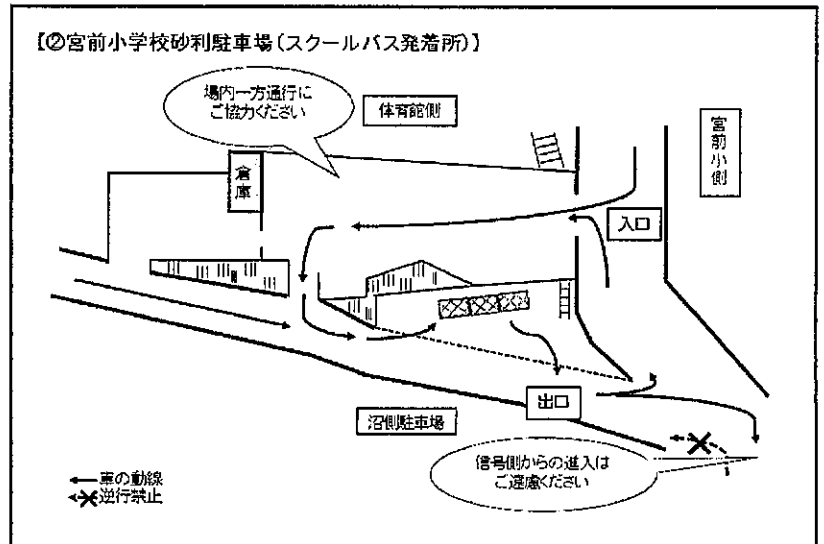 【②宮前小学校砂利駐車場(スクールバス発着所)】
場内一方通行に
ご協力ください
体育館側
宮前小側
倉庫
入口
出口
沼側駐車場
信号側からの進入は
ご遠慮ください
車の動線
逆行禁止